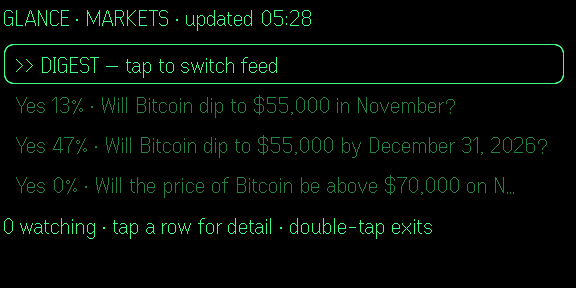 GLANCE · MARKETS · updated 05:28
>> DIGEST — tap to switch feed
Yes 13% · Will Bitcoin dip to $55,000 in November?
Yes 47% · Will Bitcoin dip to $55,000 by December 31, 2026?
Yes 0% · Will the price of Bitcoin be above $70,000 on N…
0 watching · tap a row for detail · double-tap exits